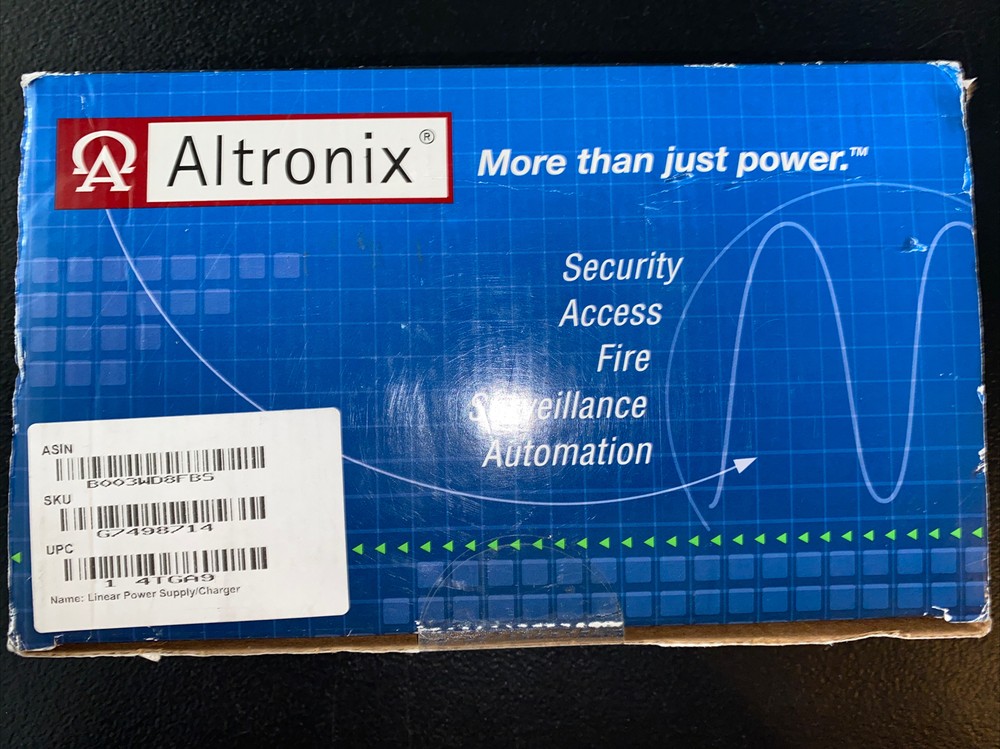 Altronix®
More than just power.™
Security
Access
Fire
Surveillance
Automation
ASIN
B003WD8FBS
SKU
G7498714
UPC
1 4TGA9
Name: Linear Power Supply/Charger